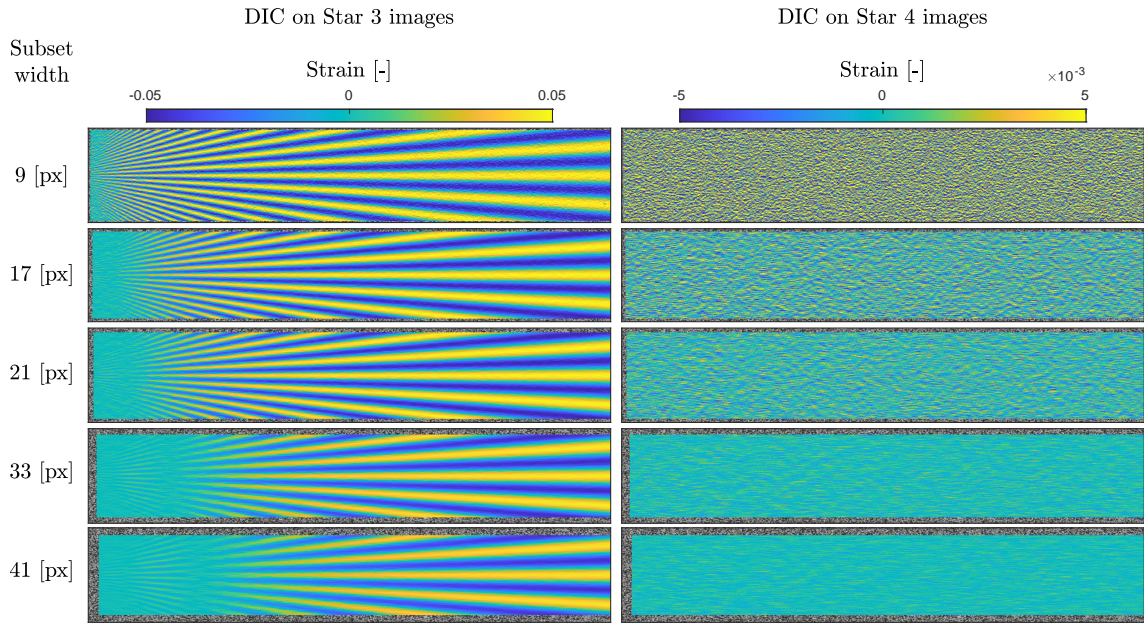 DIC on Star 3 images
DIC on Star 4 images
Subset
width
Strain [-]
Strain [-]
×10⁻³
-0.05
0
0.05
-5
0
5
9 [px]
17 [px]
21 [px]
33 [px]
41 [px]